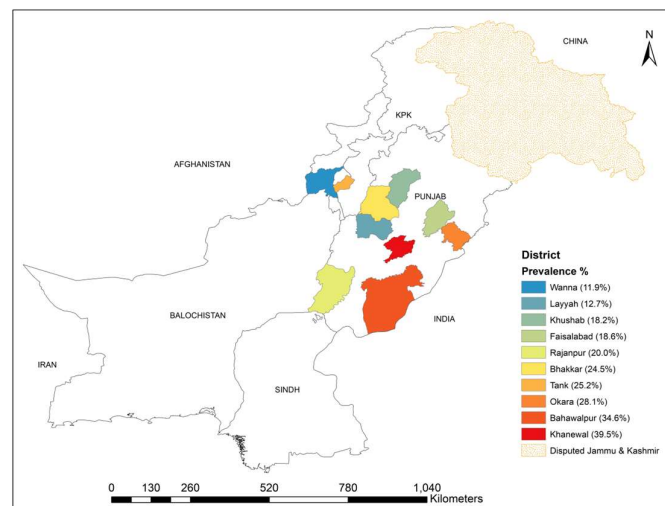 CHINA
N
KPK
AFGHANISTAN
PUNJAB
BALOCHISTAN
INDIA
IRAN
SINDH
District
Prevalence %
Wanna (11.9%)
Layyah (12.7%)
Khushab (18.2%)
Faisalabad (18.6%)
Rajanpur (20.0%)
Bhakkar (24.5%)
Tank (25.2%)
Okara (28.1%)
Bahawalpur (34.6%)
Khanewal (39.5%)
Disputed Jammu & Kashmir
0 130 260 520 780 1,040
Kilometers